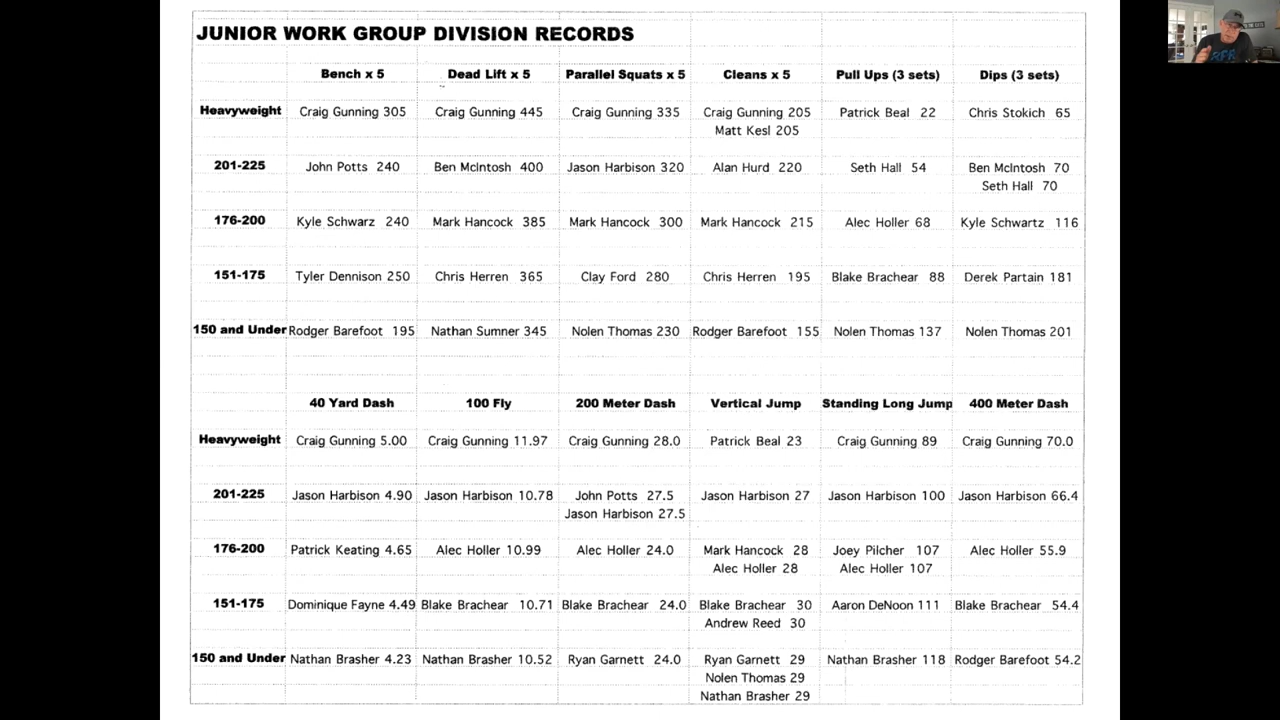 JUNIOR WORK GROUP DIVISION RECORDS
Bench x 5 Dead Lift x 5 Parallel Squats x 5 Cleans x 5 Pull Ups (3 sets) Dips (3 sets)
Heavyweight Craig Gunning 305 Craig Gunning 445 Craig Gunning 335 Craig Gunning 205 Patrick Beal 22 Chris Stokich 65
Matt Kesl 205
201-225 John Potts 240 Ben McIntosh 400 Jason Harbison 320 Alan Hurd 220 Seth Hall 54 Ben McIntosh 70
Seth Hall 70
176-200 Kyle Schwarz 240 Mark Hancock 385 Mark Hancock 300 Mark Hancock 215 Alec Holler 68 Kyle Schwartz 116
151-175 Tyler Dennison 250 Chris Herren 365 Clay Ford 280 Chris Herren 195 Blake Brachear 88 Derek Partain 181
150 and Under Rodger Barefoot 195 Nathan Sumner 345 Nolen Thomas 230 Rodger Barefoot 155 Nolen Thomas 137 Nolen Thomas 201
40 Yard Dash 100 Fly 200 Meter Dash Vertical Jump Standing Long Jump 400 Meter Dash
Heavyweight Craig Gunning 5.00 Craig Gunning 11.97 Craig Gunning 28.0 Patrick Beal 23 Craig Gunning 89 Craig Gunning 70.0
201-225 Jason Harbison 4.90 Jason Harbison 10.78 John Potts 27.5 Jason Harbison 27 Jason Harbison 100 Jason Harbison 66.4
Jason Harbison 27.5
176-200 Patrick Keating 4.65 Alec Holler 10.99 Alec Holler 24.0 Mark Hancock 28 Joey Pilcher 107 Alec Holler 55.9
Alec Holler 28 Alec Holler 107
151-175 Dominique Fayne 4.49 Blake Brachear 10.71 Blake Brachear 24.0 Blake Brachear 30 Aaron DeNoon 111 Blake Brachear 54.4
Andrew Reed 30
150 and Under Nathan Brasher 4.23 Nathan Brasher 10.52 Ryan Garnett 24.0 Ryan Garnett 29 Nathan Brasher 118 Rodger Barefoot 54.2
Nolen Thomas 29
Nathan Brasher 29